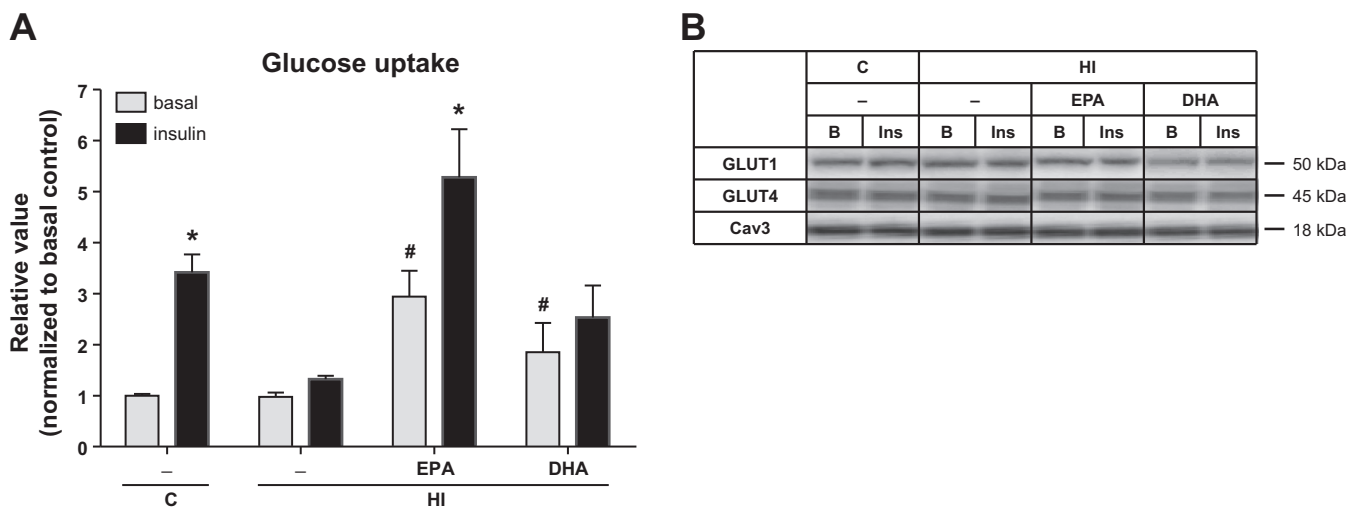 A
Glucose uptake
Relative value
(normalized to basal control)
7
6
5
4
3
2
1
0
basal
insulin
*
#
*
#
– – EPA DHA
C HI
B
C HI
– – EPA DHA
B Ins B Ins B Ins B Ins
GLUT1 — 50 kDa
GLUT4 — 45 kDa
Cav3 — 18 kDa